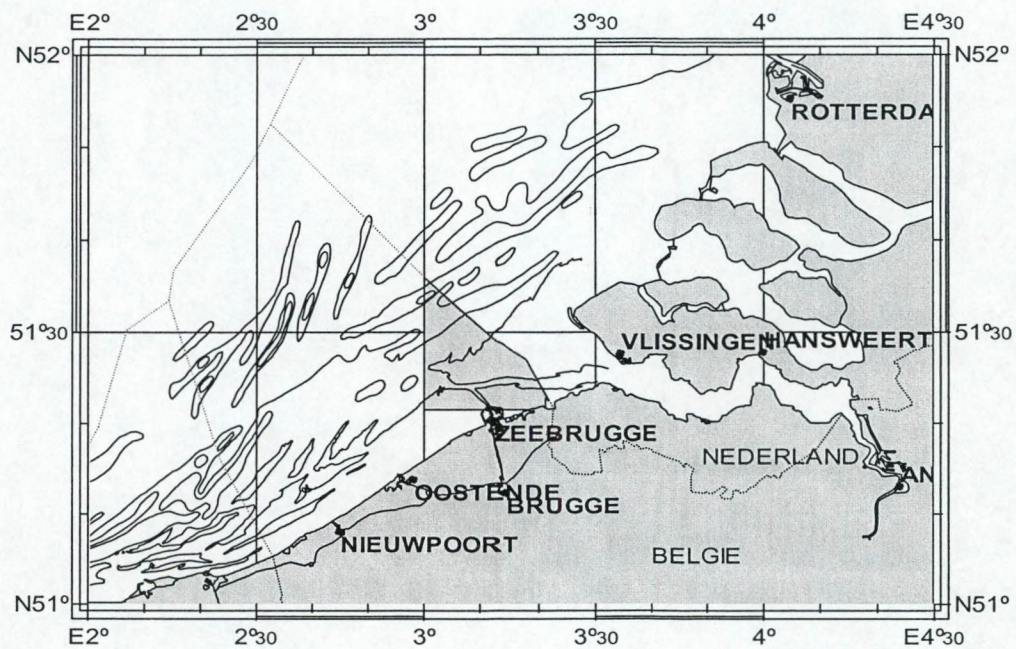 E2° 2°30 3° 3°30 4° E4°30
N52° N52°
ROTTERDA
51°30 51°30
VLISSINGEN HANSWEERT
ZEEBRUGGE
NEDERLAND
AN
OOSTENDE
BRUGGE
NIEUWPOORT
BELGIE
N51° N51°
E2° 2°30 3° 3°30 4° E4°30